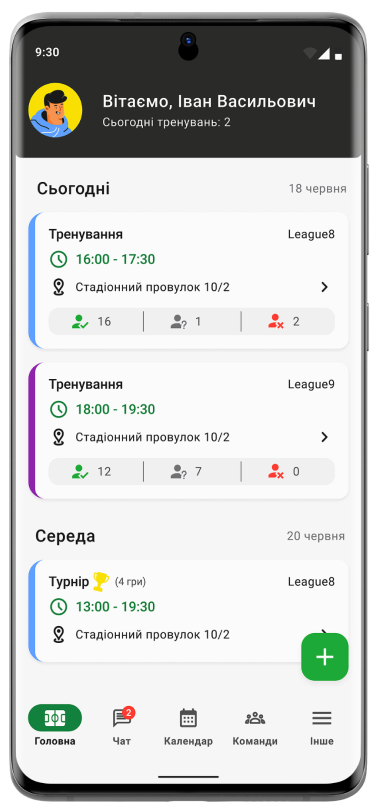 9:30
Вітаємо, Іван Васильович
Сьогодні тренувань: 2
Сьогодні 18 червня
Тренування League8
16:00 - 17:30
Стадіонний провулок 10/2
16 ? 1 2
Тренування League9
18:00 - 19:30
Стадіонний провулок 10/2
12 ? 7 0
Середа 20 червня
Турнір (4 гри) League8
13:00 - 19:30
Стадіонний провулок 10/2
+
2
Головна Чат Календар Команди Інше